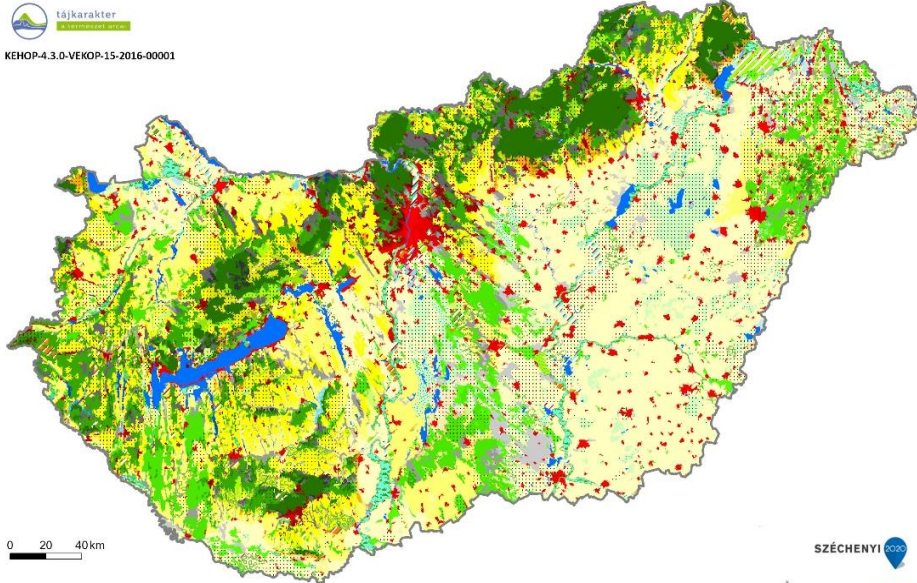 tájkarakter
a természet arcai
KEHOP-4.3.0-VEKOP-15-2016-00001
0 20 40 km
SZÉCHENYI 2020